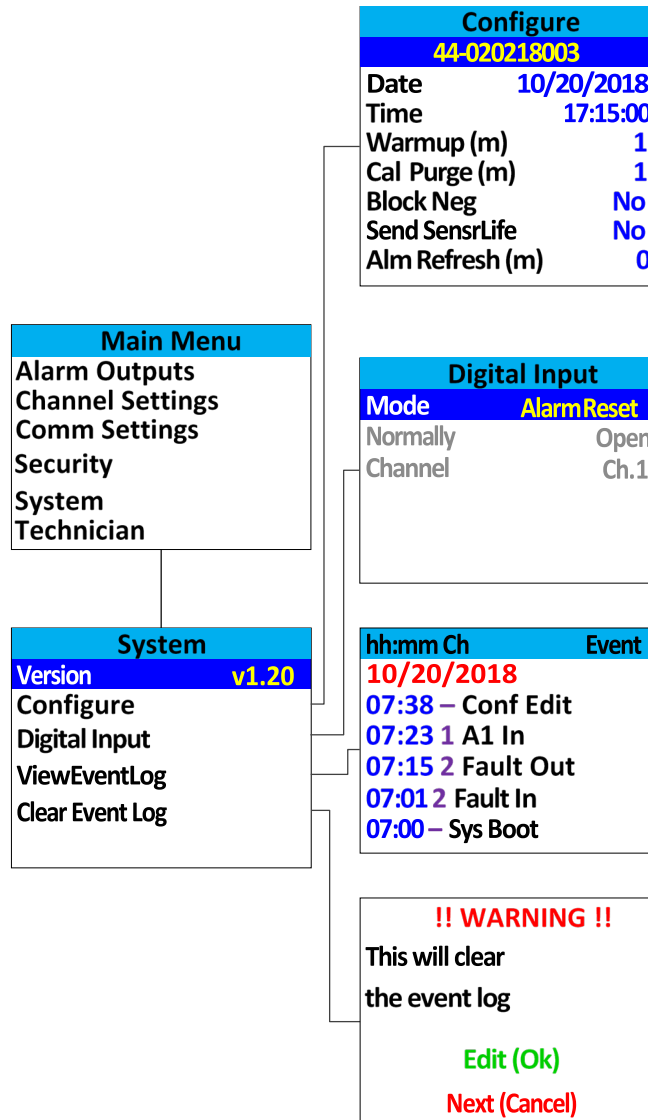 Configure
44-020218003
Date 10/20/2018
Time 17:15:00
Warmup (m) 1
Cal Purge (m) 1
Block Neg No
Send SensrLife No
Alm Refresh (m) 0
Main Menu
Alarm Outputs
Channel Settings
Comm Settings
Security
System
Technician
Digital Input
Mode AlarmReset
Normally Open
Channel Ch.1
System
Version v1.20
Configure
Digital Input
ViewEventLog
Clear Event Log
hh:mm Ch Event
10/20/2018
07:38 – Conf Edit
07:23 1 A1 In
07:15 2 Fault Out
07:01 2 Fault In
07:00 – Sys Boot
!! WARNING !!
This will clear
the event log
Edit (Ok)
Next (Cancel)